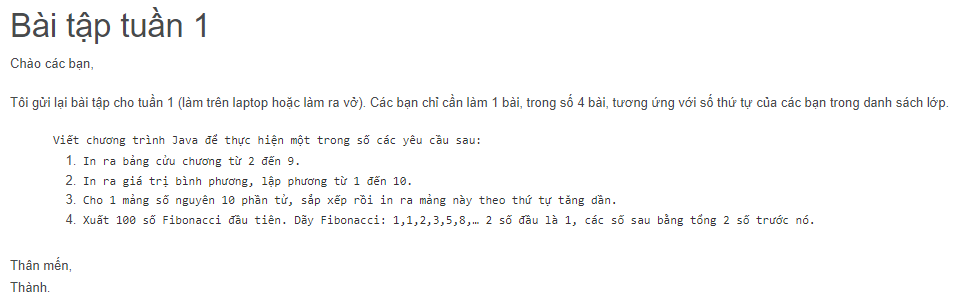 Bài tập tuần 1
Chào các bạn,
Tôi gửi lại bài tập cho tuần 1 (làm trên laptop hoặc làm ra vở). Các bạn chỉ cần làm 1 bài, trong số 4 bài, tương ứng với số thứ tự của các bạn trong danh sách lớp.
Viết chương trình Java để thực hiện một trong số các yêu cầu sau:
1. In ra bảng cửu chương từ 2 đến 9.
2. In ra giá trị bình phương, lập phương từ 1 đến 10.
3. Cho 1 mảng số nguyên 10 phần tử, sắp xếp rồi in ra mảng này theo thứ tự tăng dần.
4. Xuất 100 số Fibonacci đầu tiên. Dãy Fibonacci: 1,1,2,3,5,8,… 2 số đầu là 1, các số sau bằng tổng 2 số trước nó.
Thân mến,
Thành.